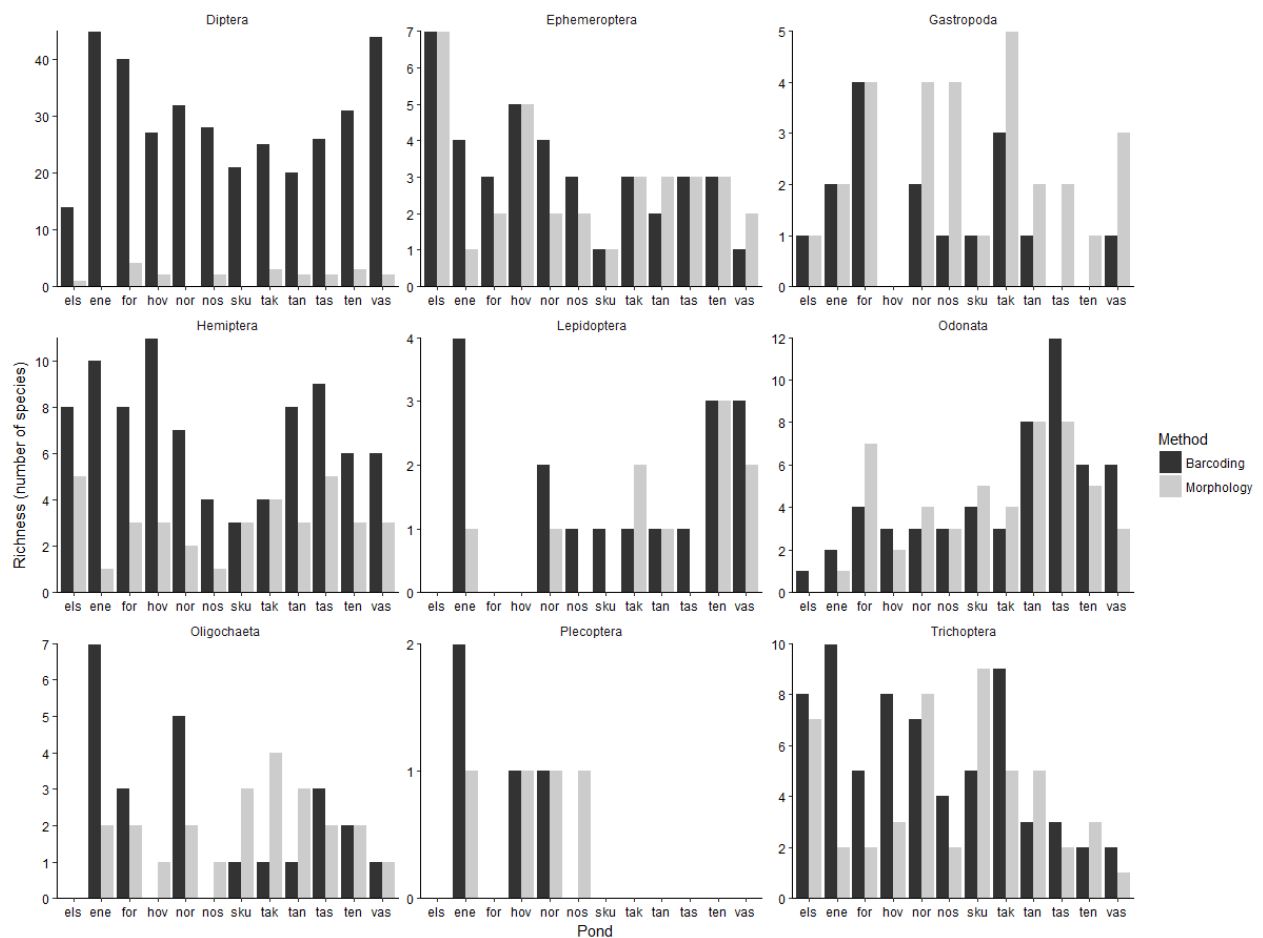 Diptera
Ephemeroptera
Gastropoda
40
30
20
10
0
7
6
5
4
3
2
1
0
5
4
3
2
1
0
els ene for hov nor nos sku tak tan tas ten vas
els ene for hov nor nos sku tak tan tas ten vas
els ene for hov nor nos sku tak tan tas ten vas
Hemiptera
Lepidoptera
Odonata
Richness (number of species)
10
8
6
4
2
0
4
3
2
1
0
12
10
8
6
4
2
0
els ene for hov nor nos sku tak tan tas ten vas
els ene for hov nor nos sku tak tan tas ten vas
els ene for hov nor nos sku tak tan tas ten vas
Method
Barcoding
Morphology
Oligochaeta
Plecoptera
Trichoptera
7
6
5
4
3
2
1
0
2
1
0
10
8
6
4
2
0
els ene for hov nor nos sku tak tan tas ten vas
els ene for hov nor nos sku tak tan tas ten vas
els ene for hov nor nos sku tak tan tas ten vas
Pond